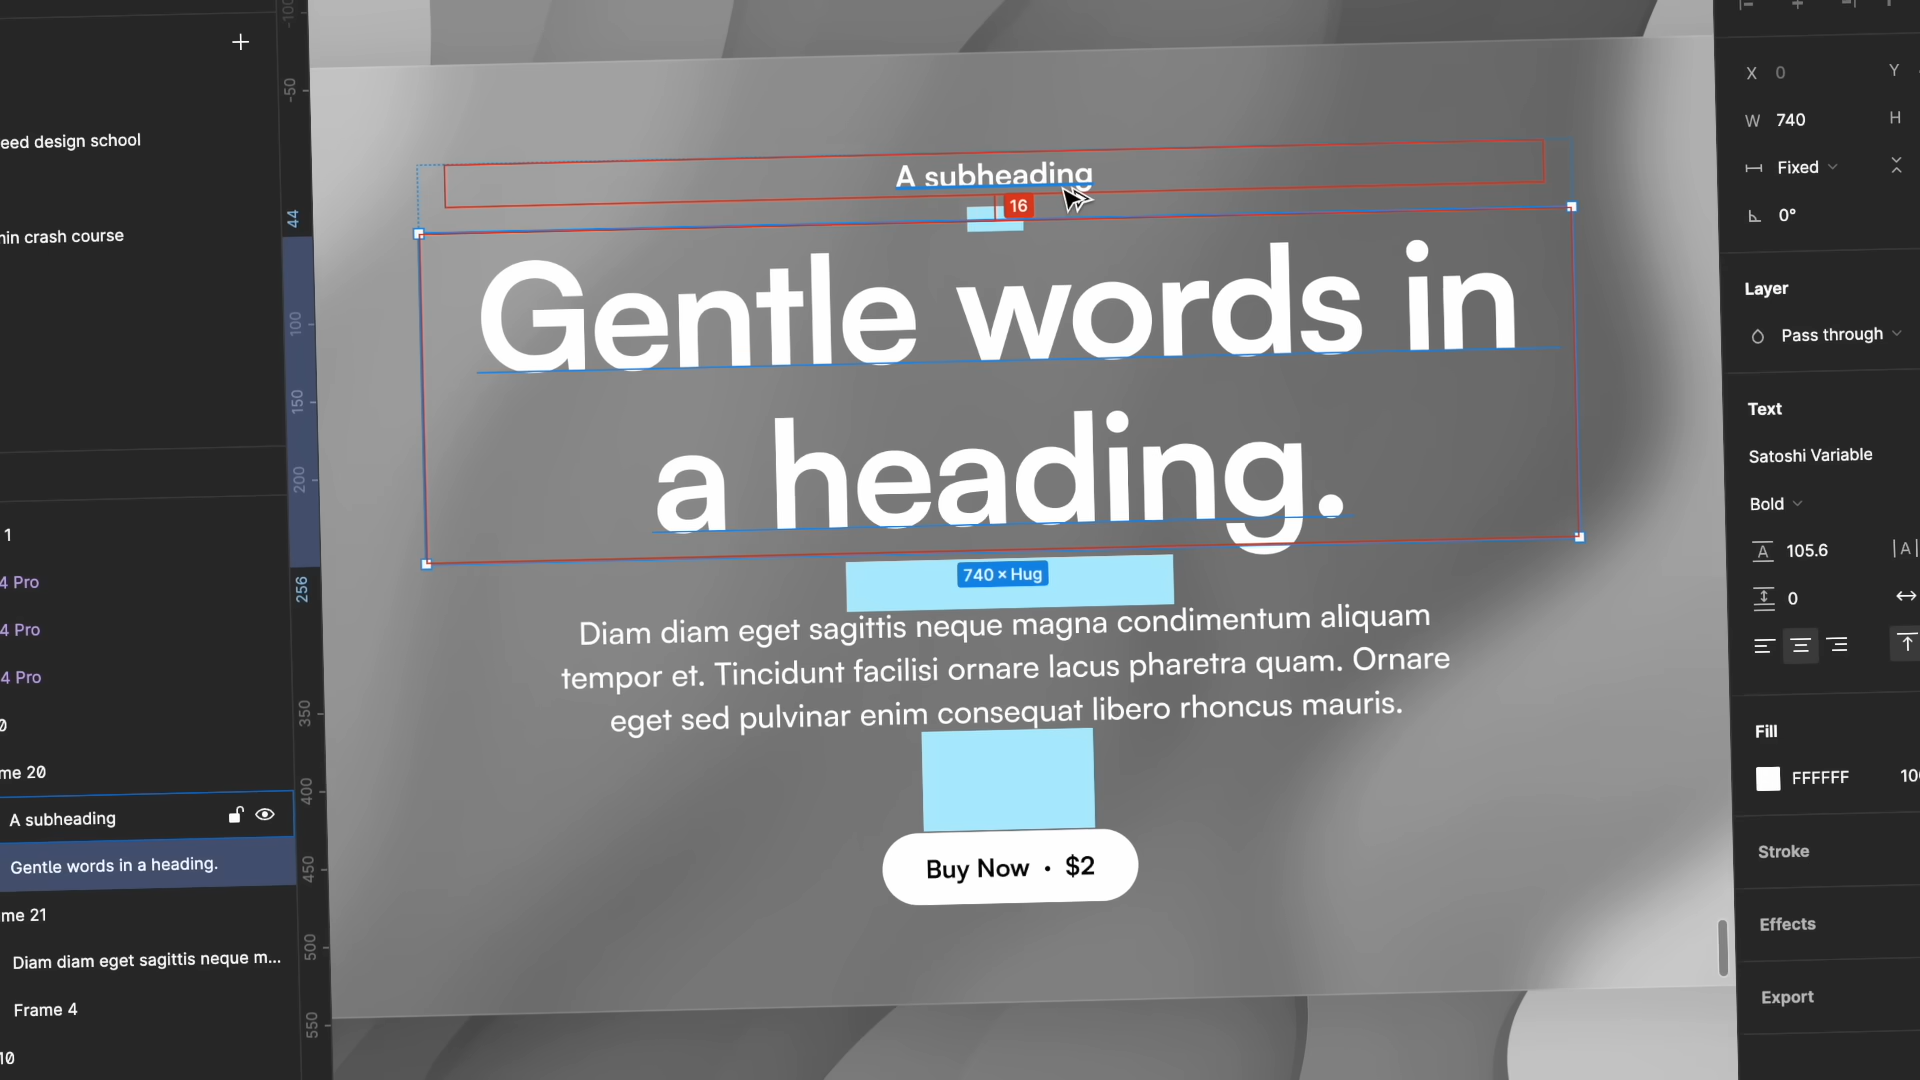 eed design school
nin crash course
1
4 Pro
4 Pro
4 Pro
0
me 20
A subheading
Gentle words in a heading.
me 21
Diam diam eget sagittis neque m...
Frame 4
10
-100
-50
44
100
150
200
256
350
400
450
500
550
A subheading
16
Gentle words in
a heading.
740 × Hug
Diam diam eget sagittis neque magna condimentum aliquam
tempor et. Tincidunt facilisi ornare lacus pharetra quam. Ornare
eget sed pulvinar enim consequat libero rhoncus mauris.
Buy Now • $2
X 0 Y
W 740 H
Fixed
0°
Layer
Pass through
Text
Satoshi Variable
Bold
A 105.6 |A|
0
Fill
FFFFFF 10
Stroke
Effects
Export